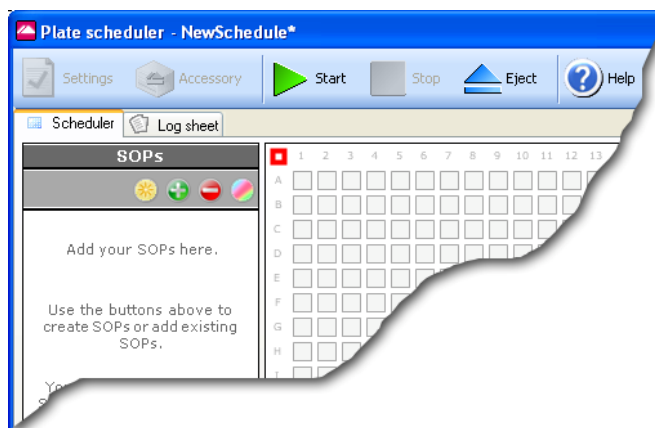 Plate scheduler - NewSchedule*
Settings Accessory Start Stop Eject ? Help
Scheduler Log sheet
SOPs
1 2 3 4 5 6 7 8 9 10 11 12 13
A
B
C
D
E
F
G
H
I
Add your SOPs here.
Use the buttons above to
create SOPs or add existing
SOPs.